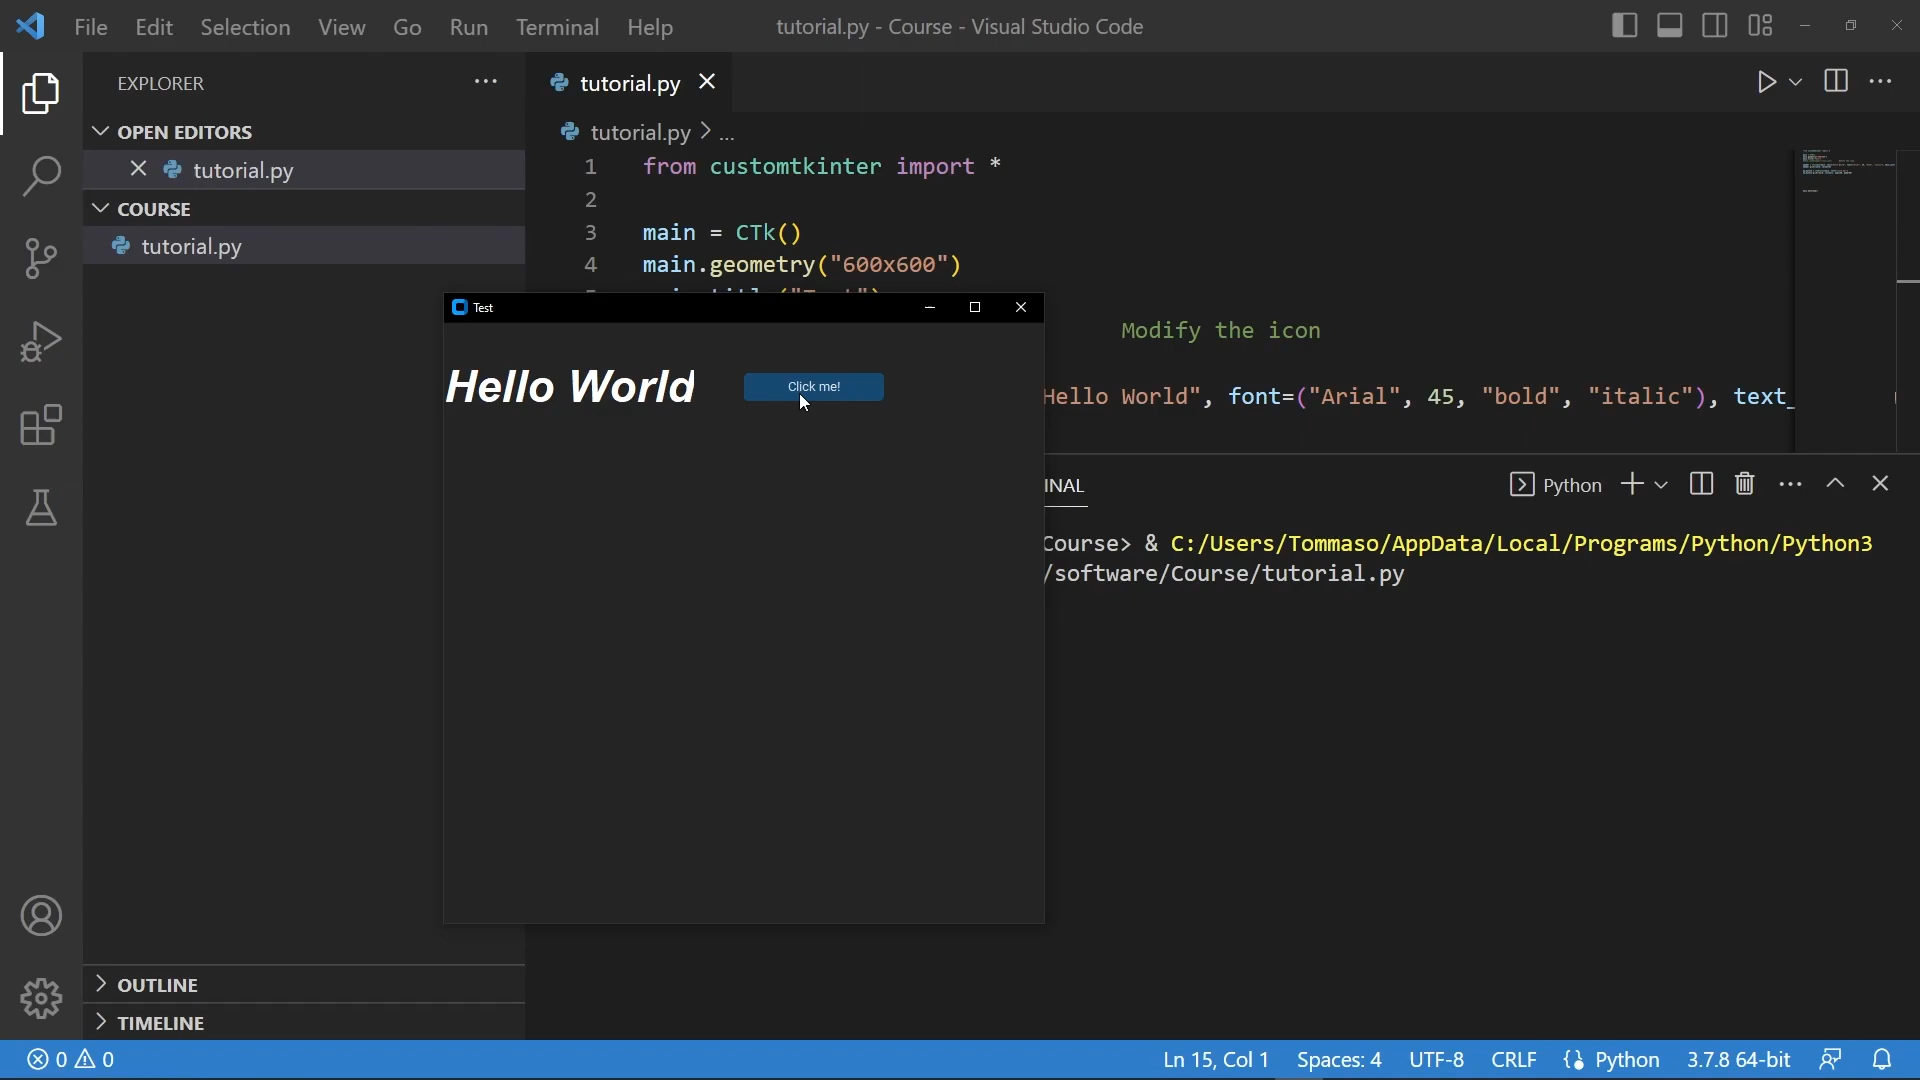 File Edit Selection View Go Run Terminal Help tutorial.py - Course - Visual Studio Code
EXPLORER
OPEN EDITORS
tutorial.py
COURSE
tutorial.py
OUTLINE
TIMELINE
tutorial.py
tutorial.py > ...
1 from customtkinter import *
2
3 main = CTk()
4 main.geometry("600x600")
Modify the icon
Hello World", font=("Arial", 45, "bold", "italic"), text_
Test
Hello World
Click me!
INAL
Python
Course> & C:/Users/Tommaso/AppData/Local/Programs/Python/Python3
/software/Course/tutorial.py
0 0 Ln 15, Col 1 Spaces: 4 UTF-8 CRLF Python 3.7.8 64-bit